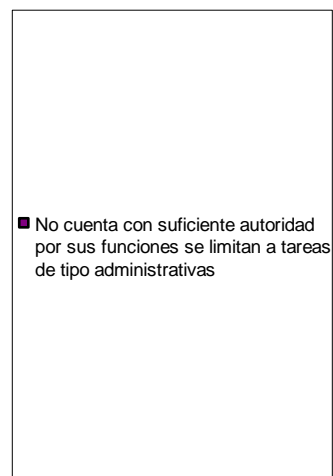 No cuenta con suficiente autoridad
por sus funciones se limitan a tareas
de tipo administrativas